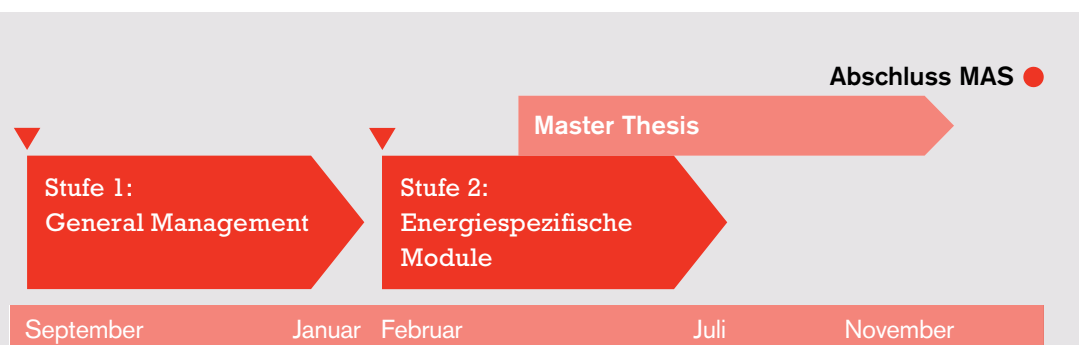 Abschluss MAS
Master Thesis
Stufe 1:
General Management
Stufe 2:
Energiespezifische
Module
September Januar Februar Juli November